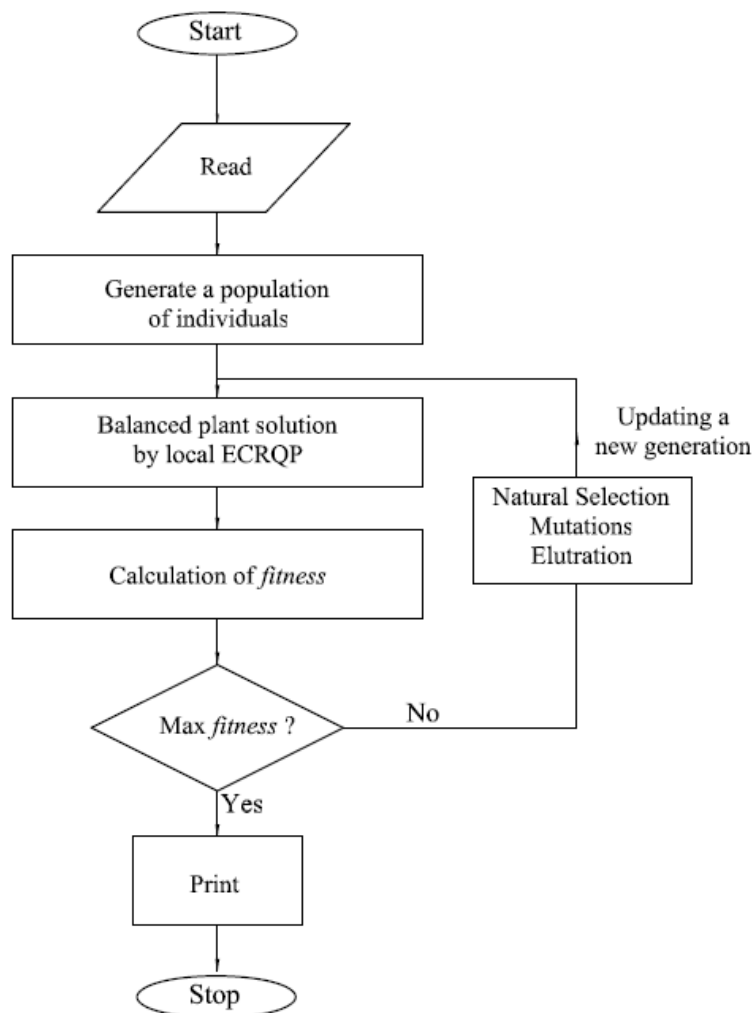 Start
Read
Generate a population
of individuals
Balanced plant solution
by local ECRQP
Updating a
new generation
Natural Selection
Mutations
Elutration
Calculation of fitness
Max fitness ?
No
Yes
Print
Stop